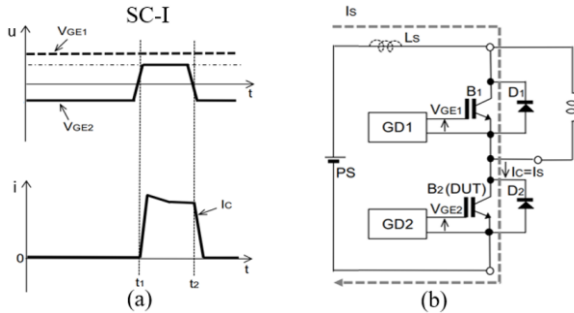 SC-I
u
VGE1
t
VGE2
i
IC
0
t
t1
t2
(a)
IS
LS
B1
D1
VGE1
GD1
IC=IS
PS
B2(DUT)
D2
VGE2
GD2
(b)